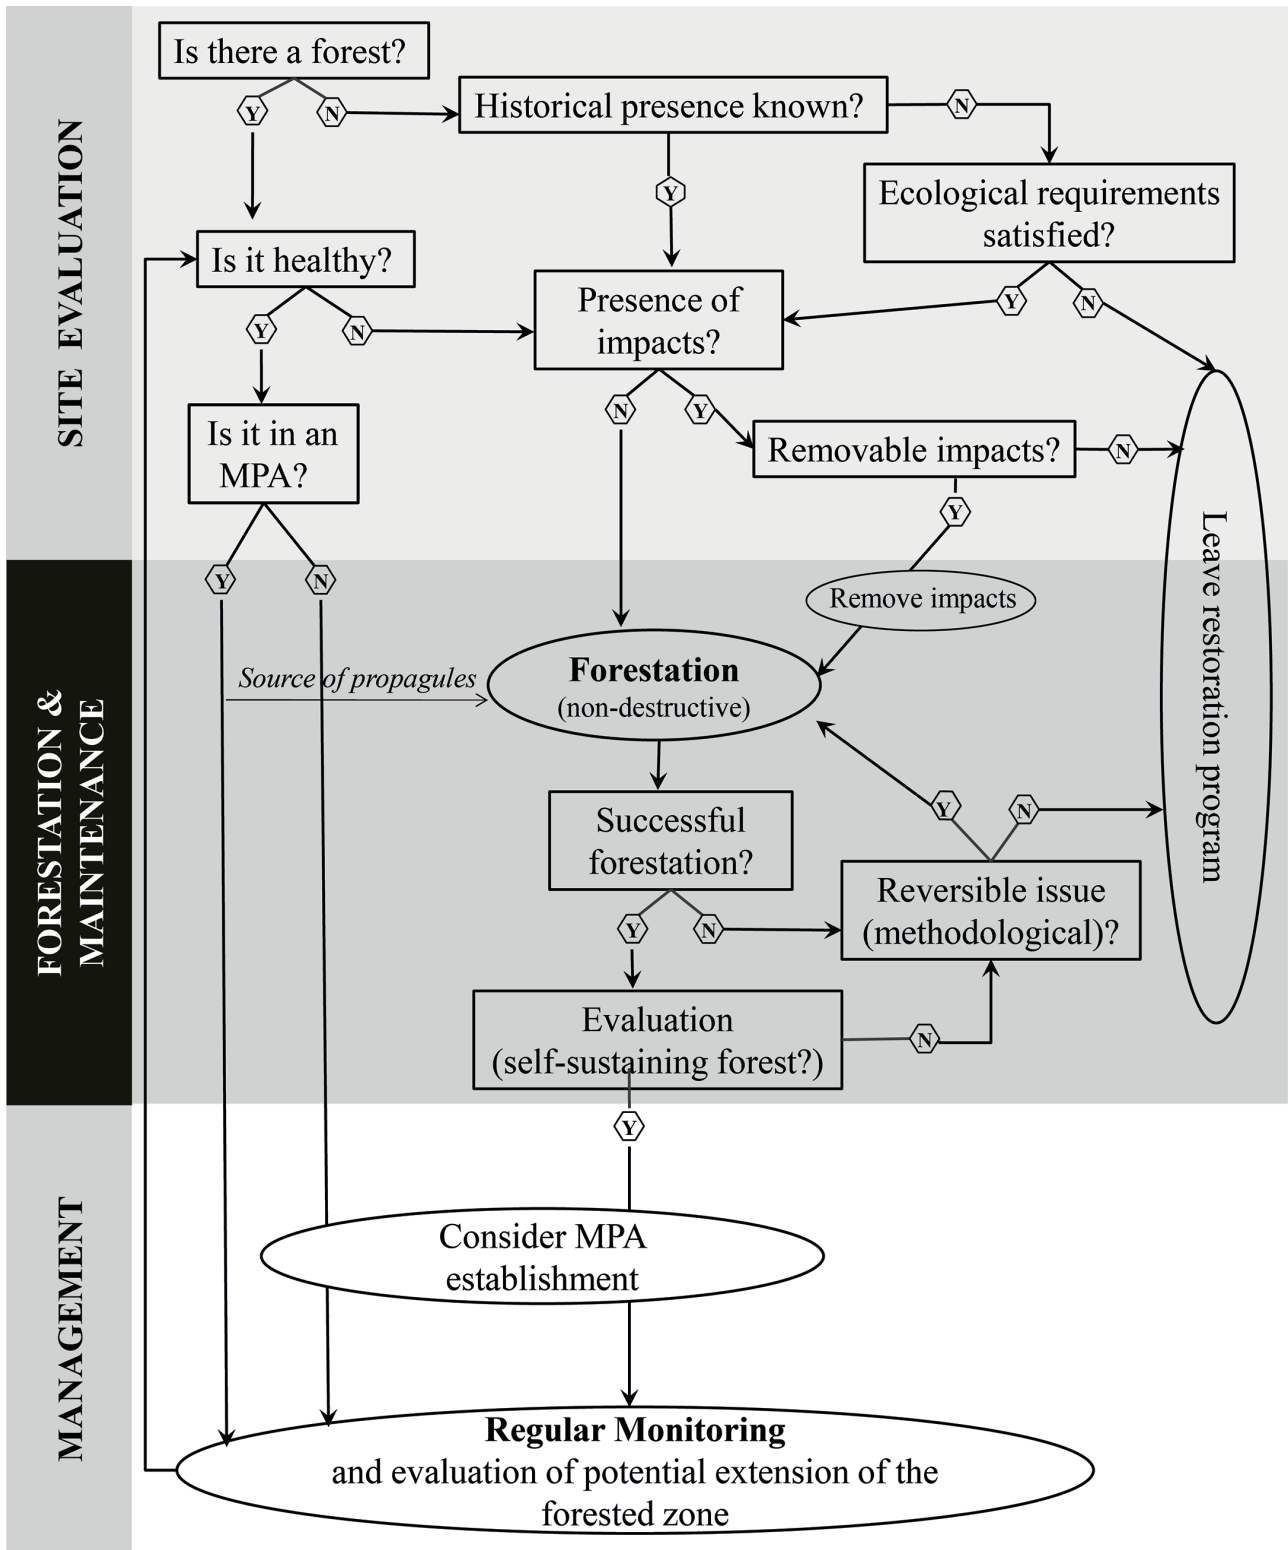 SITE EVALUATION
Is there a forest?
Y
N
Historical presence known?
N
Y
Ecological requirements
satisfied?
Y
N
Is it healthy?
Y
N
Presence of
impacts?
N
Y
Is it in an
MPA?
Y
N
Removable impacts?
N
Y
Leave restoration program
FORESTATION &
MAINTENANCE
Remove impacts
Source of propagules
Forestation
(non-destructive)
Successful
forestation?
Y
N
Y
N
Reversible issue
(methodological)?
Evaluation
(self-sustaining forest?)
N
Y
MANAGEMENT
Consider MPA
establishment
Regular Monitoring
and evaluation of potential extension of the
forested zone